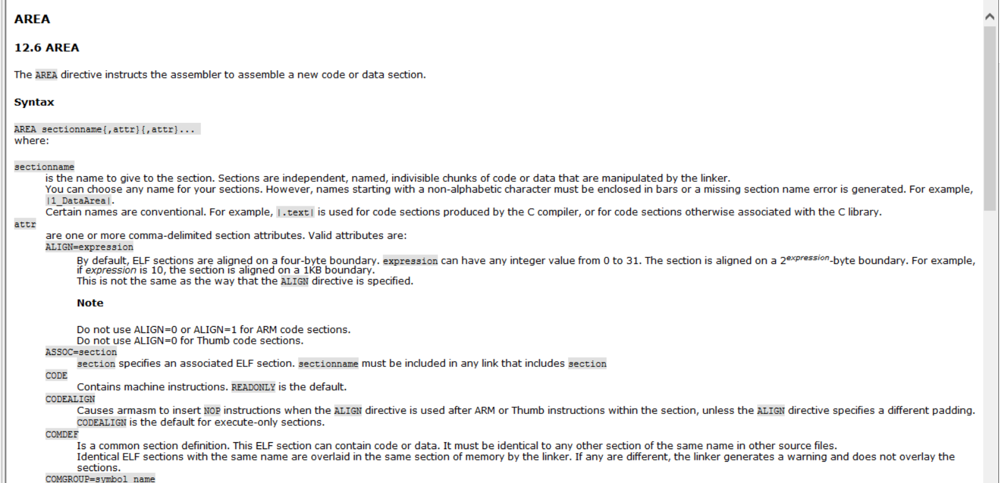 AREA
12.6 AREA
The AREA directive instructs the assembler to assemble a new code or data section.
Syntax
AREA sectionname{,attr}{,attr}...
where:
sectionname
is the name to give to the section. Sections are independent, named, indivisible chunks of code or data that are manipulated by the linker.
You can choose any name for your sections. However, names starting with a non-alphabetic character must be enclosed in bars or a missing section name error is generated. For example,
|1_DataArea|.
Certain names are conventional. For example, |.text| is used for code sections produced by the C compiler, or for code sections otherwise associated with the C library.
attr
are one or more comma-delimited section attributes. Valid attributes are:
ALIGN=expression
By default, ELF sections are aligned on a four-byte boundary. expression can have any integer value from 0 to 31. The section is aligned on a 2^expression-byte boundary. For example,
if expression is 10, the section is aligned on a 1KB boundary.
This is not the same as the way that the ALIGN directive is specified.
Note
Do not use ALIGN=0 or ALIGN=1 for ARM code sections.
Do not use ALIGN=0 for Thumb code sections.
ASSOC=section
section specifies an associated ELF section. sectionname must be included in any link that includes section
CODE
Contains machine instructions. READONLY is the default.
CODEALIGN
Causes armasm to insert NOP instructions when the ALIGN directive is used after ARM or Thumb instructions within the section, unless the ALIGN directive specifies a different padding.
CODEALIGN is the default for execute-only sections.
COMDEF
Is a common section definition. This ELF section can contain code or data. It must be identical to any other section of the same name in other source files.
Identical ELF sections with the same name are overlaid in the same section of memory by the linker. If any are different, the linker generates a warning and does not overlay the
sections.
COMGROUP=symbol_name